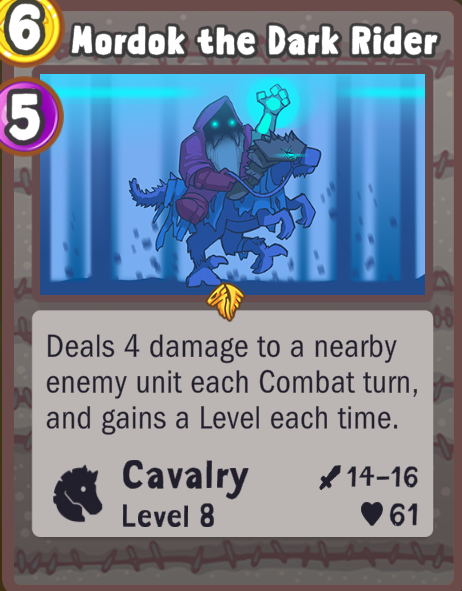 6
Mordok the Dark Rider
5
Deals 4 damage to a nearby
enemy unit each Combat turn,
and gains a Level each time.
Cavalry
14–16
Level 8
61